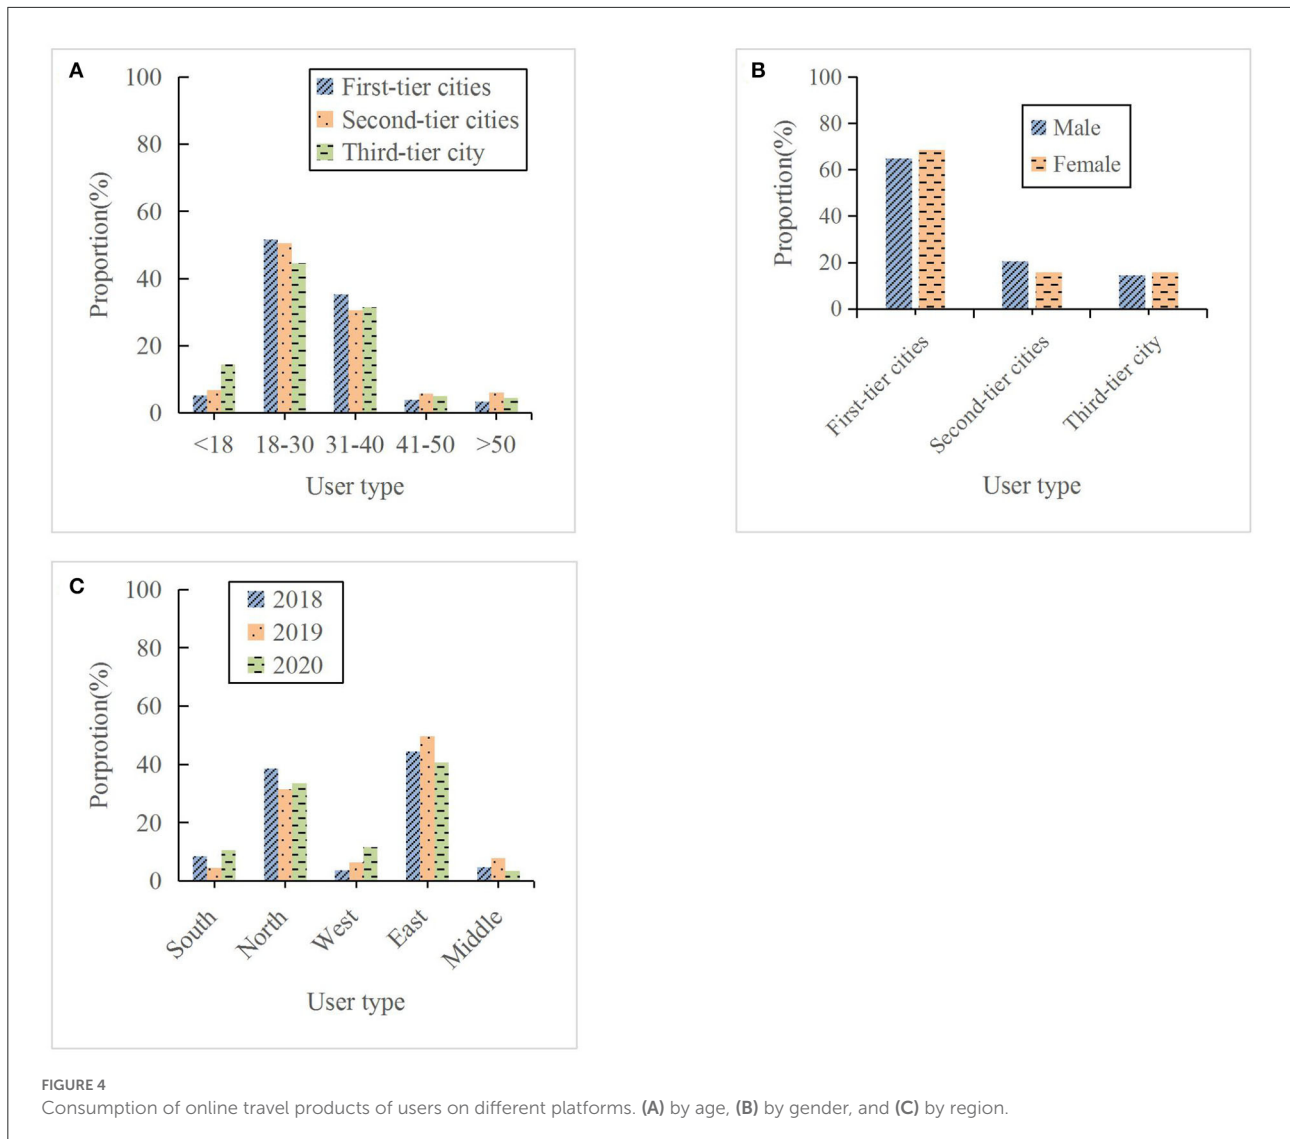 A
100
80
60
40
20
0
Proportion(%)
First-tier cities
Second-tier cities
Third-tier city
<18 18-30 31-40 41-50 >50
User type
B
100
80
60
40
20
0
Proportion(%)
Male
Female
First-tier cities
Second-tier cities
Third-tier city
User type
C
100
80
60
40
20
0
Porprotion(%)
2018
2019
2020
South
North
West
East
Middle
User type
FIGURE 4
Consumption of online travel products of users on different platforms. (A) by age, (B) by gender, and (C) by region.